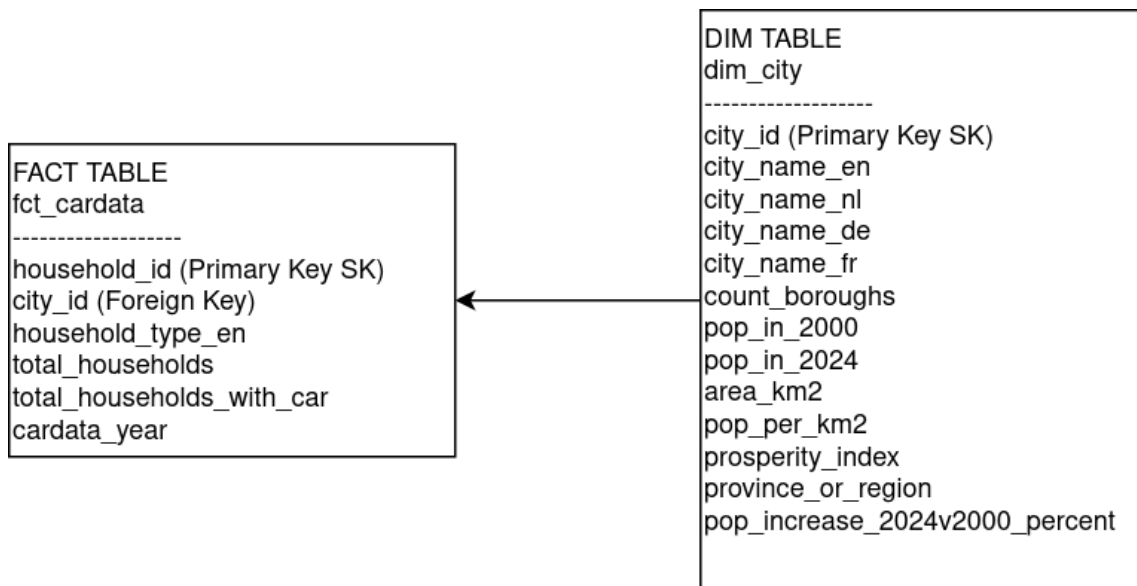 FACT TABLE
fct_cardata
-------------------
household_id (Primary Key SK)
city_id (Foreign Key)
household_type_en
total_households
total_households_with_car
cardata_year
DIM TABLE
dim_city
-------------------
city_id (Primary Key SK)
city_name_en
city_name_nl
city_name_de
city_name_fr
count_boroughs
pop_in_2000
pop_in_2024
area_km2
pop_per_km2
prosperity_index
province_or_region
pop_increase_2024v2000_percent